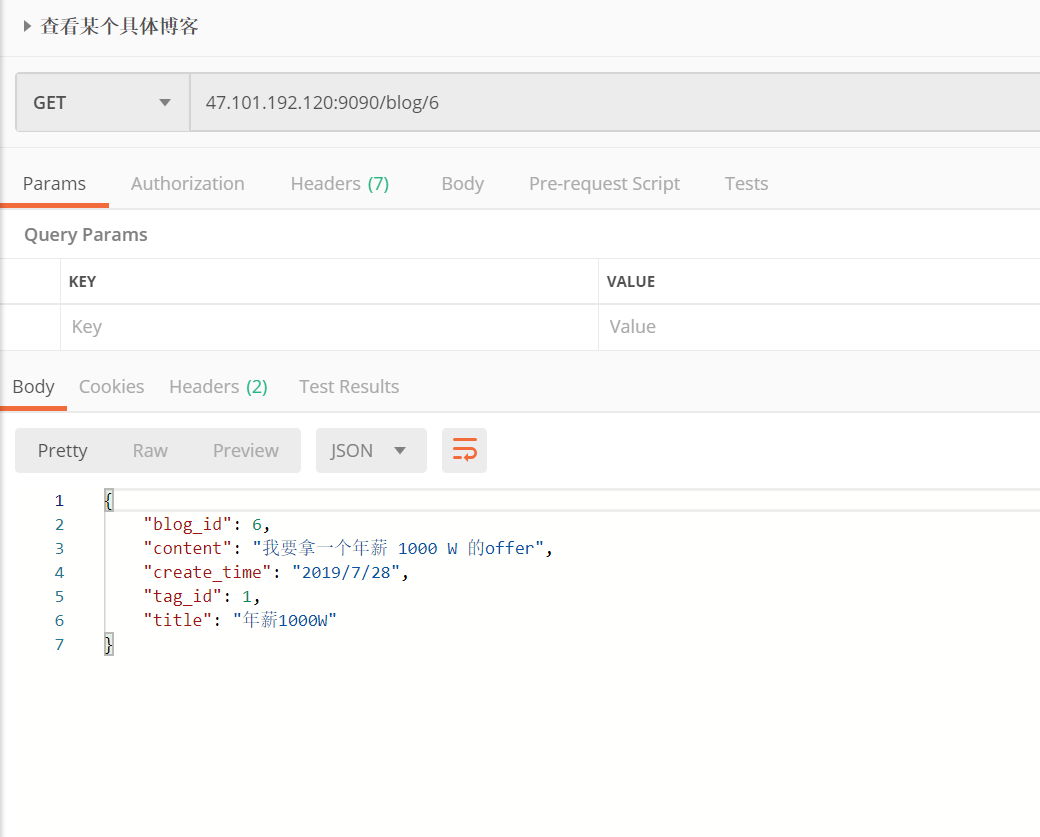 查看某个具体博客
GET 47.101.192.120:9090/blog/6
Params Authorization Headers (7) Body Pre-request Script Tests
Query Params
KEY VALUE
Key Value
Body Cookies Headers (2) Test Results
Pretty Raw Preview JSON
1 {
2 "blog_id": 6,
3 "content": "我要拿一个年薪 1000 W 的offer",
4 "create_time": "2019/7/28",
5 "tag_id": 1,
6 "title": "年薪1000W"
7 }